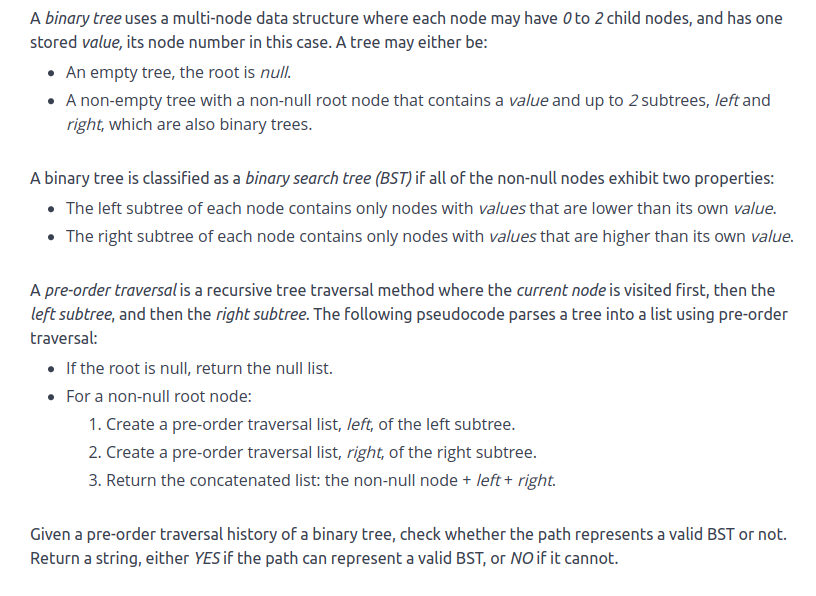 A binary tree uses a multi-node data structure where each node may have 0 to 2 child nodes, and has one
stored value, its node number in this case. A tree may either be:
• An empty tree, the root is null.
• A non-empty tree with a non-null root node that contains a value and up to 2 subtrees, left and
right, which are also binary trees.
A binary tree is classified as a binary search tree (BST) if all of the non-null nodes exhibit two properties:
• The left subtree of each node contains only nodes with values that are lower than its own value.
• The right subtree of each node contains only nodes with values that are higher than its own value.
A pre-order traversal is a recursive tree traversal method where the current node is visited first, then the
left subtree, and then the right subtree. The following pseudocode parses a tree into a list using pre-order
traversal:
• If the root is null, return the null list.
• For a non-null root node:
1. Create a pre-order traversal list, left, of the left subtree.
2. Create a pre-order traversal list, right, of the right subtree.
3. Return the concatenated list: the non-null node + left + right.
Given a pre-order traversal history of a binary tree, check whether the path represents a valid BST or not.
Return a string, either YES if the path can represent a valid BST, or NO if it cannot.